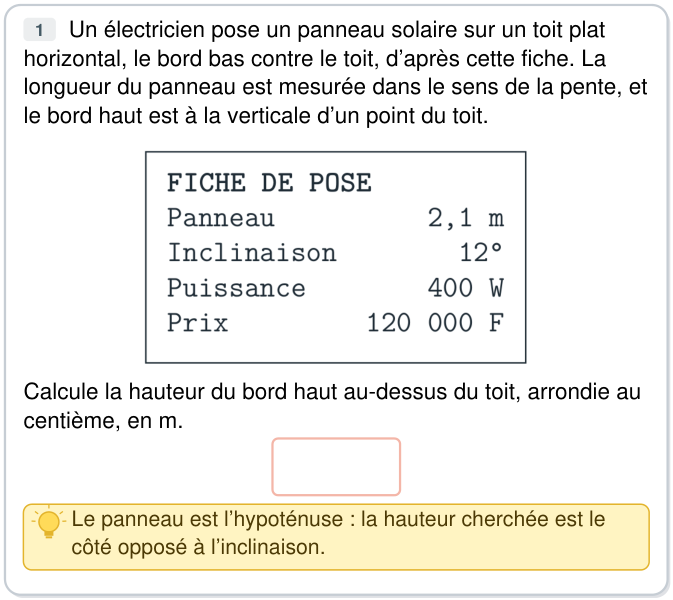 1 Un électricien pose un panneau solaire sur un toit plat
horizontal, le bord bas contre le toit, d’après cette fiche. La
longueur du panneau est mesurée dans le sens de la pente, et
le bord haut est à la verticale d’un point du toit.
FICHE DE POSE
Panneau 2,1 m
Inclinaison 12°
Puissance 400 W
Prix 120 000 F
Calcule la hauteur du bord haut au-dessus du toit, arrondie au
centième, en m.
Le panneau est l’hypoténuse : la hauteur cherchée est le
côté opposé à l’inclinaison.